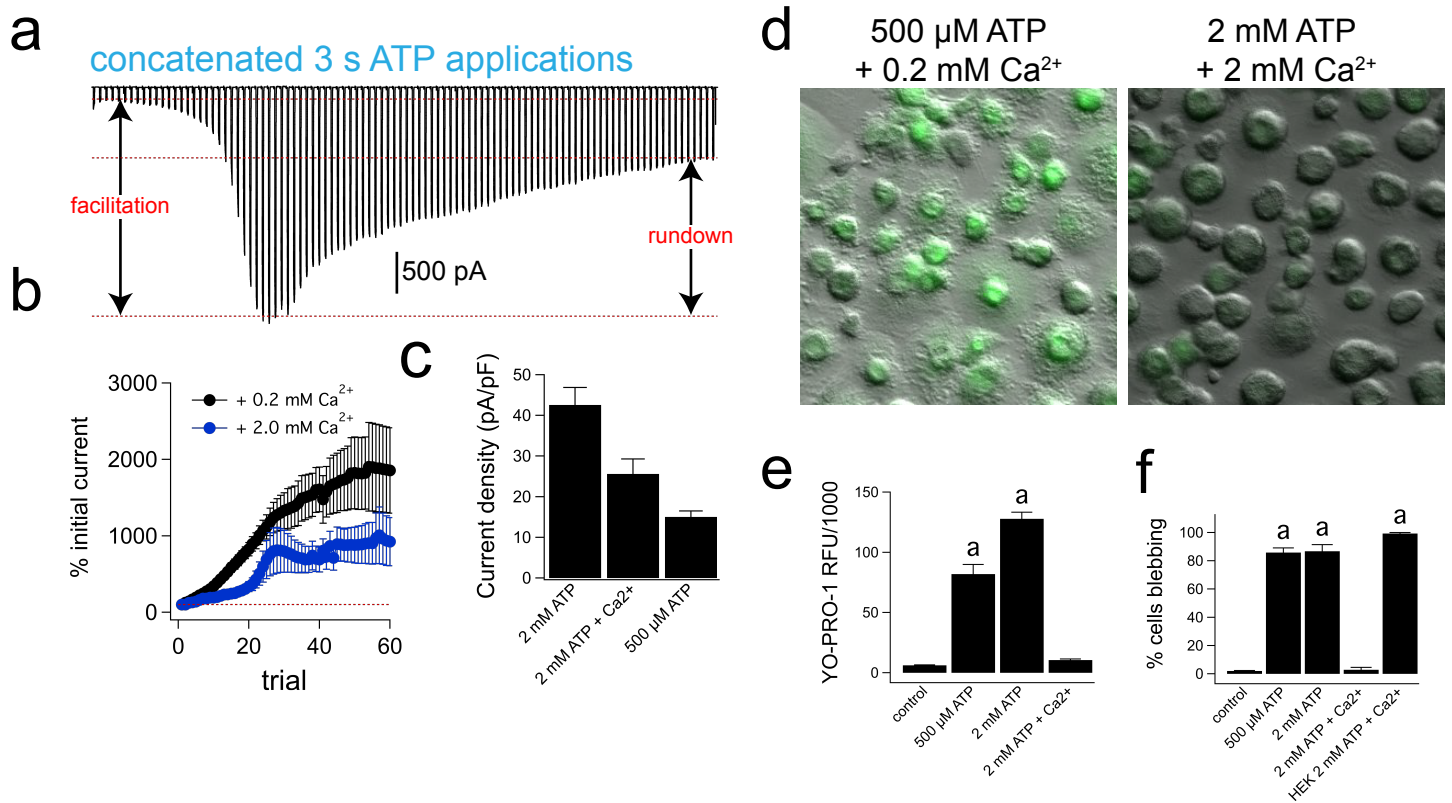 a
concatenated 3 s ATP applications
facilitation
rundown
500 pA
b
3000
2000
1000
0
% initial current
+ 0.2 mM Ca²⁺
+ 2.0 mM Ca²⁺
0
20
40
60
trial
c
50
40
30
20
10
0
Current density (pA/pF)
2 mM ATP
2 mM ATP + Ca2+
500 µM ATP
d
500 µM ATP
+ 0.2 mM Ca²⁺
2 mM ATP
+ 2 mM Ca²⁺
e
150
100
50
0
YO-PRO-1 RFU/1000
a
a
control
500 µM ATP
2 mM ATP
2 mM ATP + Ca2+
f
100
80
60
40
20
0
% cells blebbing
a
a
a
control
500 µM ATP
2 mM ATP
2 mM ATP + Ca2+
HEK 2 mM ATP + Ca2+